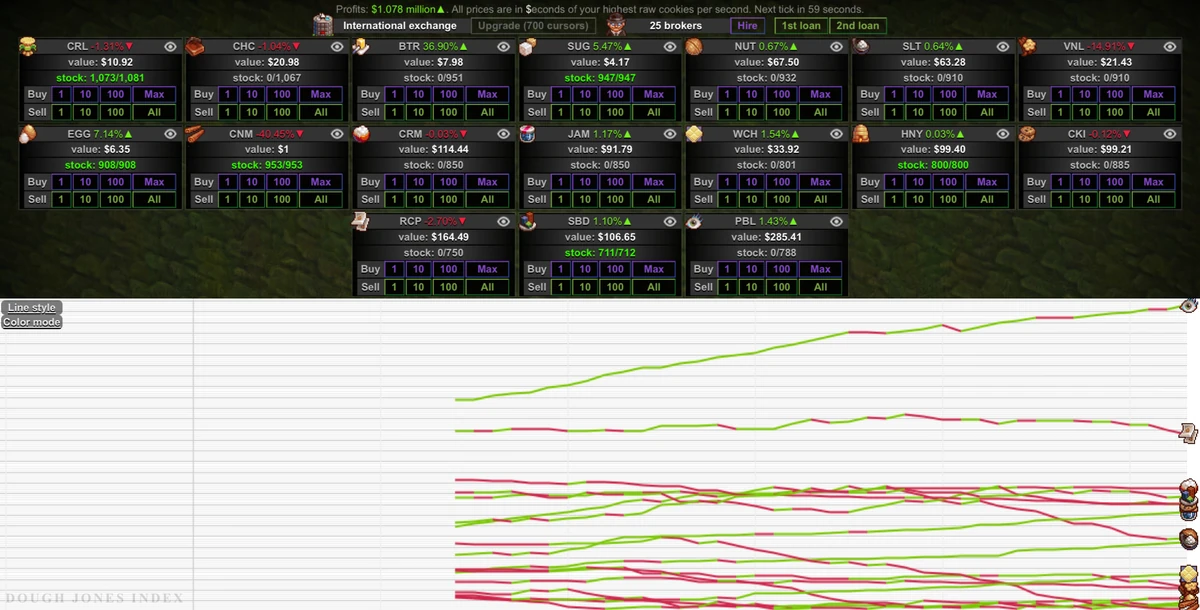 Profits: $1.078 million▲. All prices are in $econds of your highest raw cookies per second. Next tick in 59 seconds.
International exchange Upgrade (700 cursors) 25 brokers Hire 1st loan 2nd loan
CRL -1.31%▼ CHC -1.04%▼ BTR 36.90%▲ SUG 5.47%▲ NUT 0.67%▲ SLT 0.64%▲ VNL -14.91%▼
value: $10.92 value: $20.98 value: $7.98 value: $4.17 value: $67.50 value: $63.28 value: $21.43
stock: 1,073/1,081 stock: 0/1,067 stock: 0/951 stock: 947/947 stock: 0/932 stock: 0/910 stock: 0/910
Buy 1 10 100 Max Buy 1 10 100 Max Buy 1 10 100 Max Buy 1 10 100 Max Buy 1 10 100 Max Buy 1 10 100 Max Buy 1 10 100 Max
Sell 1 10 100 All Sell 1 10 100 All Sell 1 10 100 All Sell 1 10 100 All Sell 1 10 100 All Sell 1 10 100 All Sell 1 10 100 All
EGG 7.14%▲ CNM -40.45%▼ CRM -0.03%▼ JAM 1.17%▲ WCH 1.54%▲ HNY 0.03%▲ CKI -0.12%▼
value: $6.35 value: $1 value: $114.44 value: $91.79 value: $33.92 value: $99.40 value: $99.21
stock: 908/908 stock: 953/953 stock: 0/850 stock: 0/850 stock: 0/801 stock: 800/800 stock: 0/885
Buy 1 10 100 Max Buy 1 10 100 Max Buy 1 10 100 Max Buy 1 10 100 Max Buy 1 10 100 Max Buy 1 10 100 Max Buy 1 10 100 Max
Sell 1 10 100 All Sell 1 10 100 All Sell 1 10 100 All Sell 1 10 100 All Sell 1 10 100 All Sell 1 10 100 All Sell 1 10 100 All
RCP -2.70%▼ SBD 1.10%▲ PBL 1.43%▲
value: $164.49 value: $106.65 value: $285.41
stock: 0/750 stock: 711/712 stock: 0/788
Buy 1 10 100 Max Buy 1 10 100 Max Buy 1 10 100 Max
Sell 1 10 100 All Sell 1 10 100 All Sell 1 10 100 All
Line style
Color mode
DOUGH JONES INDEX